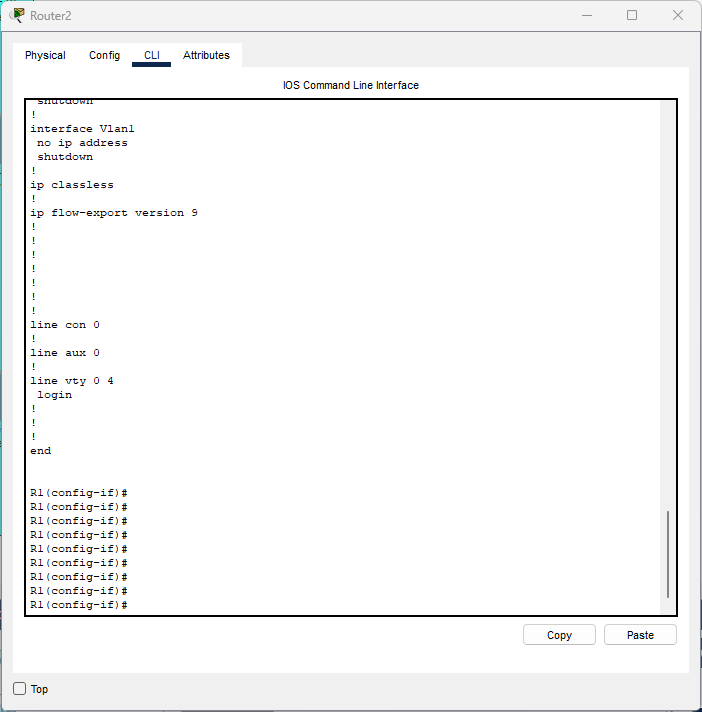 Router2
Physical Config CLI Attributes
IOS Command Line Interface
shutdown
!
interface Vlan1
no ip address
shutdown
!
ip classless
!
ip flow-export version 9
!
!
!
!
!
!
!
line con 0
!
line aux 0
!
line vty 0 4
login
!
!
!
end
R1(config-if)#
R1(config-if)#
R1(config-if)#
R1(config-if)#
R1(config-if)#
R1(config-if)#
R1(config-if)#
R1(config-if)#
R1(config-if)#
Copy Paste
Top